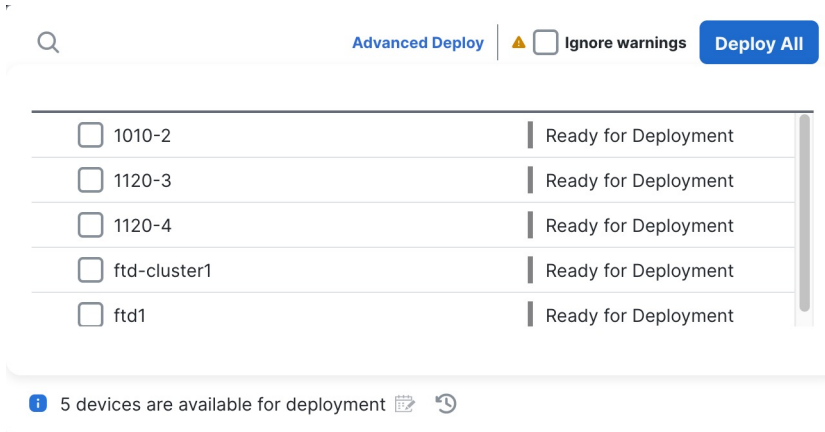 Advanced Deploy Ignore warnings Deploy All
1010-2 Ready for Deployment
1120-3 Ready for Deployment
1120-4 Ready for Deployment
ftd-cluster1 Ready for Deployment
ftd1 Ready for Deployment
5 devices are available for deployment